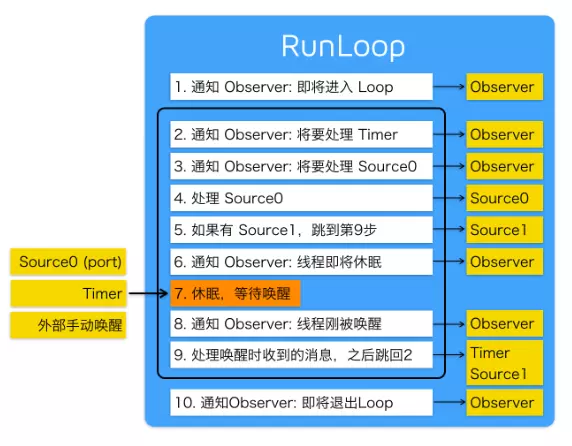 RunLoop
1. 通知 Observer: 即将进入 Loop
Observer
2. 通知 Observer: 将要处理 Timer
Observer
3. 通知 Observer: 将要处理 Source0
Observer
4. 处理 Source0
Source0
5. 如果有 Source1，跳到第9步
Source1
Source0 (port)
6. 通知 Observer: 线程即将休眠
Observer
Timer
7. 休眠，等待唤醒
外部手动唤醒
8. 通知 Observer: 线程刚被唤醒
Observer
9. 处理唤醒时收到的消息，之后跳回2
Timer
Source1
10. 通知Observer: 即将退出Loop
Observer